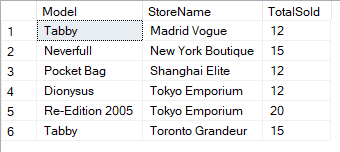 Model StoreName TotalSold
1 Tabby Madrid Vogue 12
2 Neverfull New York Boutique 15
3 Pocket Bag Shanghai Elite 12
4 Dionysus Tokyo Emporium 12
5 Re-Edition 2005 Tokyo Emporium 20
6 Tabby Toronto Grandeur 15